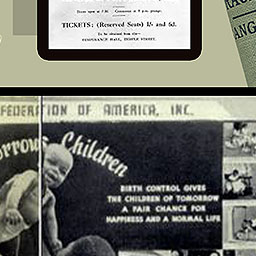 Doors open at 7.30. Commence at 8 p.m. prompt.
TICKETS: (Reserved Seats) 1/- and 6d.
To be obtained from the—
TEMPERANCE HALL, TEMPLE STREET.
ANG
FEDERATION OF AMERICA, INC.
orrow's Children
BIRTH CONTROL GIVES
THE CHILDREN OF TOMORROW
A FAIR CHANCE FOR
HAPPINESS AND A NORMAL LIFE